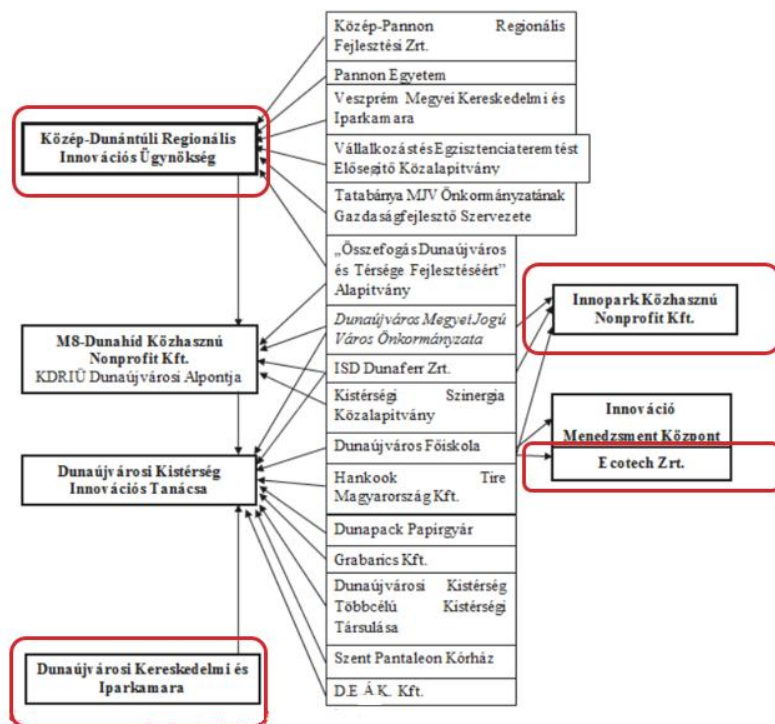 Közép-Dunántúli Regionális
Innovációs Ügynökség
M8-Dunahíd Közhasznú
Nonprofit Kft.
KDRIÜ Dunaújvárosi Alpontja
Dunaújvárosi Kistérség
Innovációs Tanácsa
Dunaújvárosi Kereskedelmi és
Iparkamara
Közép-Pannon Regionális
Fejlesztési Zrt.
Pannon Egyetem
Veszprém Megyei Kereskedelmi és
Iparkamara
Vállalkozást és Egzisztenciateremtést
Elősegitő Közalapítvány
Tatabánya MJV Önkormányzatának
Gazdaságfejlesztő Szervezete
„Összefogás Dunaújváros
és Térsége Fejlesztéséért”
Alapítvány
Dunaújváros Megyei Jogú
Város Önkormányzata
ISD Dunaferr Zrt.
Kistérségi Szinergia
Közalapítvány
Dunaújváros Főiskola
Hankook Tire
Magyarország Kft.
Dunapack Papírgyár
Grabarics Kft.
Dunaújvárosi Kistérség
Többcélú Kistérségi
Társulása
Szent Pantaleon Kórház
D.E.Á.K. Kft.
Innopark Közhasznú
Nonprofit Kft.
Innováció
Menedzsment Központ
Ecotech Zrt.